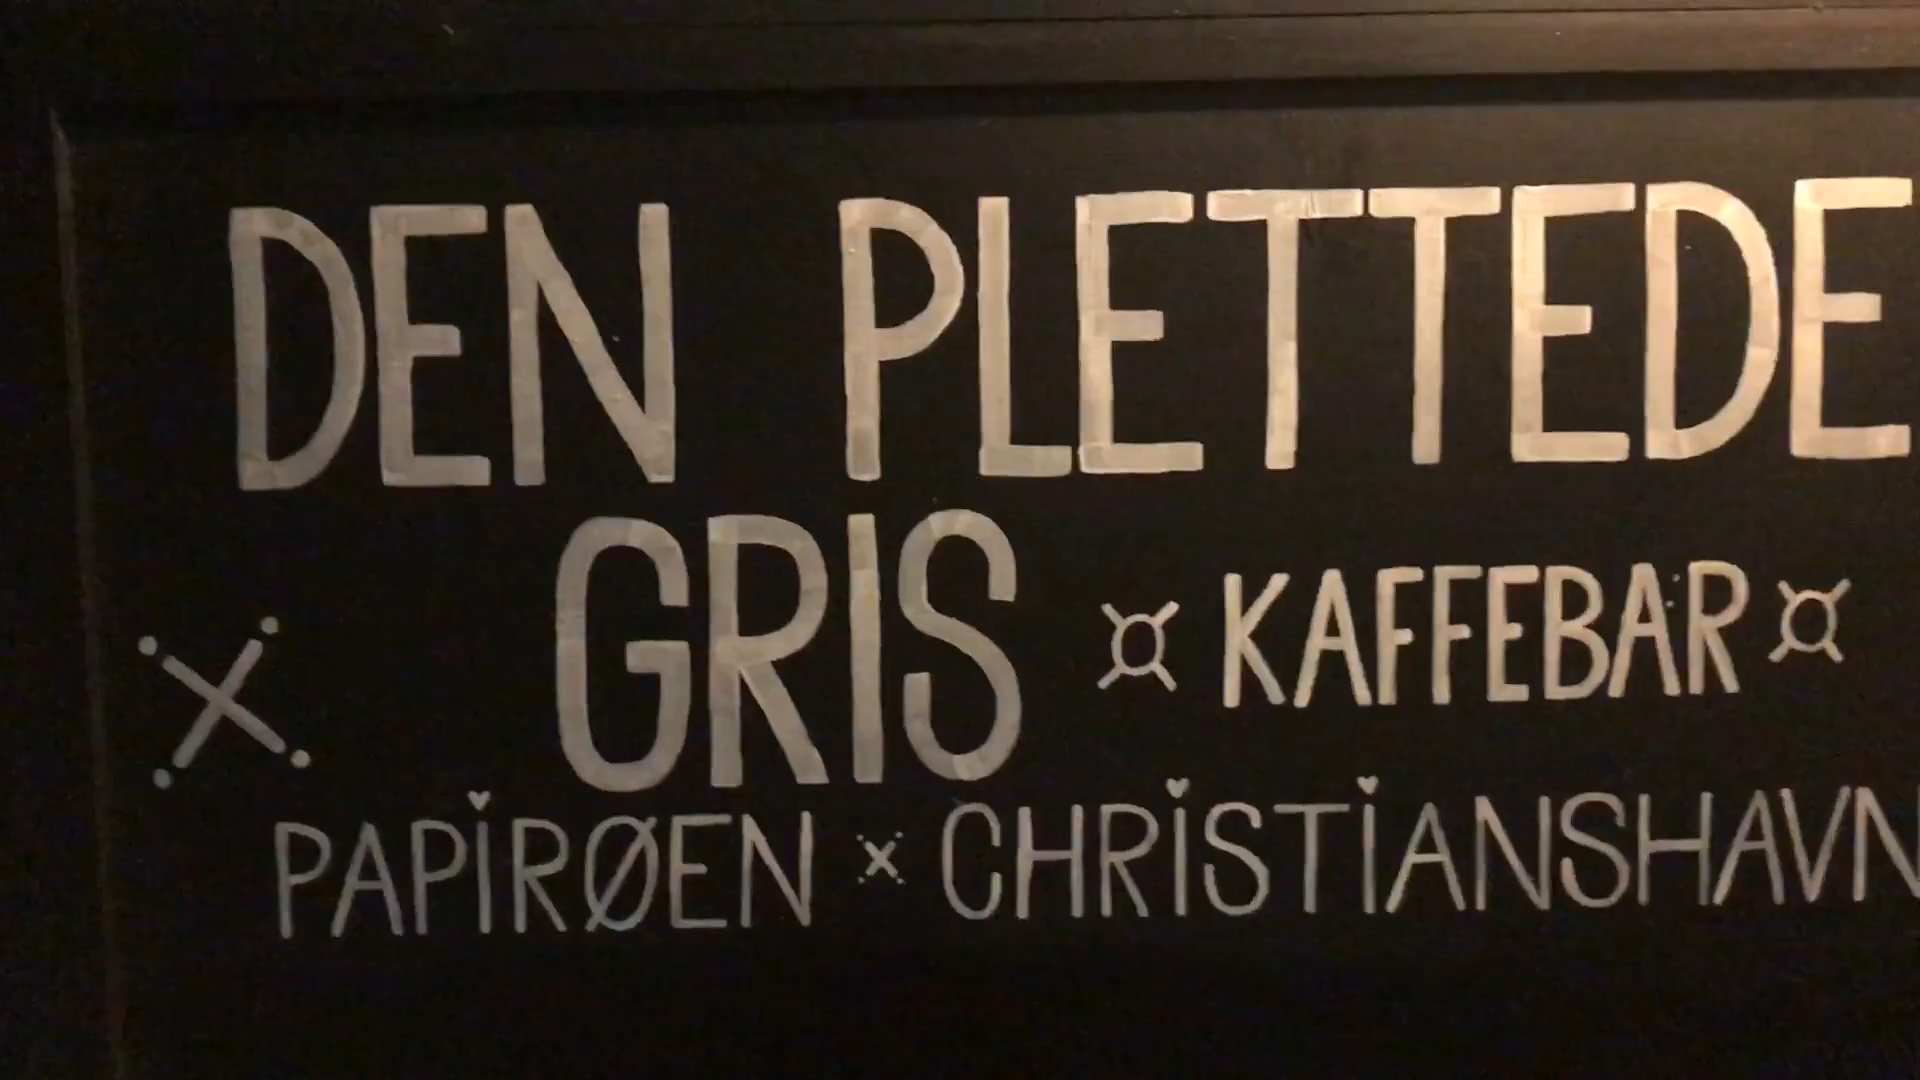 DEN PLETTEDE
GRIS ¤ KAFFEBAR ¤
PAPIRØEN × CHRISTIANSHAVN